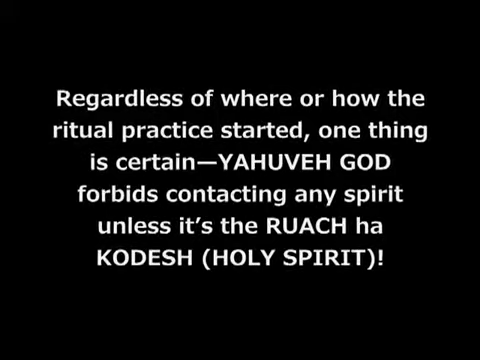 Regardless of where or how the
ritual practice started, one thing
is certain—YAHUVEH GOD
forbids contacting any spirit
unless it’s the RUACH ha
KODESH (HOLY SPIRIT)!